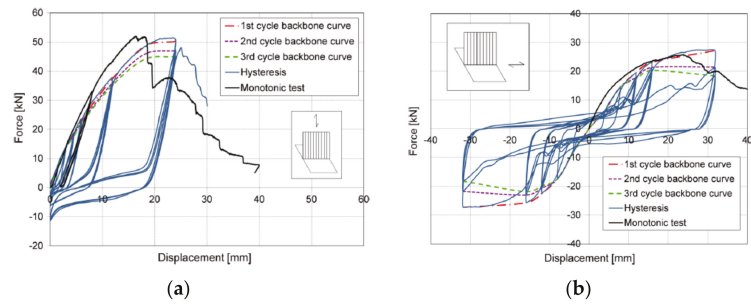 60
50
40
30
20
10
0
-10
-20
0
10
20
30
40
50
60
Force [kN]
Displacement [mm]
1st cycle backbone curve
2nd cycle backbone curve
3rd cycle backbone curve
Hysteresis
Monotonic test
(a)
40
30
20
10
0
-10
-20
-30
-40
-40
-30
-20
-10
0
10
20
30
40
Force [kN]
Displacement [mm]
1st cycle backbone curve
2nd cycle backbone curve
3rd cycle backbone curve
Hysteresis
Monotonic test
(b)